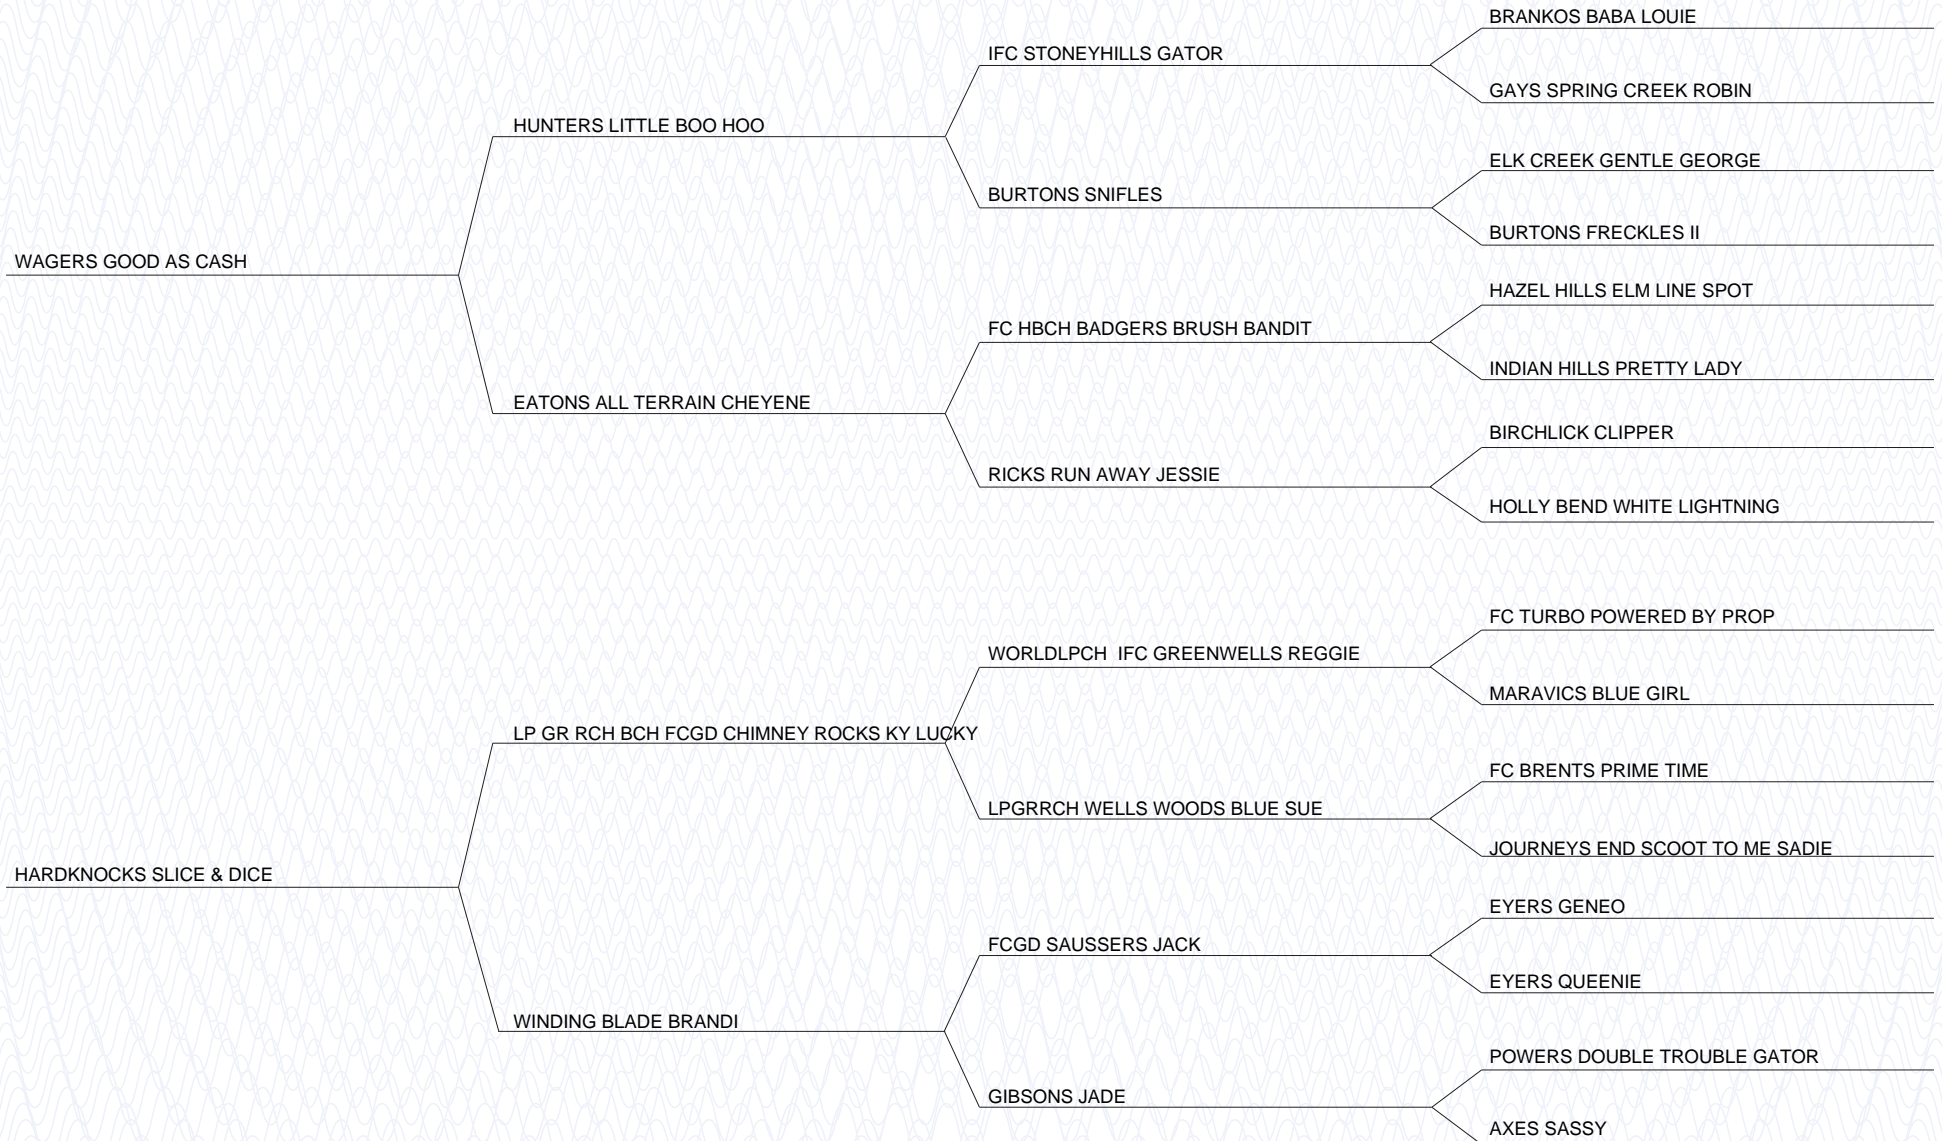 BRANKOS BABA LOUIE
IFC STONEYHILLS GATOR
GAYS SPRING CREEK ROBIN
HUNTERS LITTLE BOO HOO
ELK CREEK GENTLE GEORGE
BURTONS SNIFLES
BURTONS FRECKLES II
WAGERS GOOD AS CASH
HAZEL HILLS ELM LINE SPOT
FC HBCH BADGERS BRUSH BANDIT
INDIAN HILLS PRETTY LADY
EATONS ALL TERRAIN CHEYENE
BIRCHLICK CLIPPER
RICKS RUN AWAY JESSIE
HOLLY BEND WHITE LIGHTNING
FC TURBO POWERED BY PROP
WORLDLPCH  IFC GREENWELLS REGGIE
MARAVICS BLUE GIRL
LP GR RCH BCH FCGD CHIMNEY ROCKS KY LUCKY
FC BRENTS PRIME TIME
LPGRRCH WELLS WOODS BLUE SUE
JOURNEYS END SCOOT TO ME SADIE
HARDKNOCKS SLICE & DICE
EYERS GENEO
FCGD SAUSSERS JACK
EYERS QUEENIE
WINDING BLADE BRANDI
POWERS DOUBLE TROUBLE GATOR
GIBSONS JADE
AXES SASSY